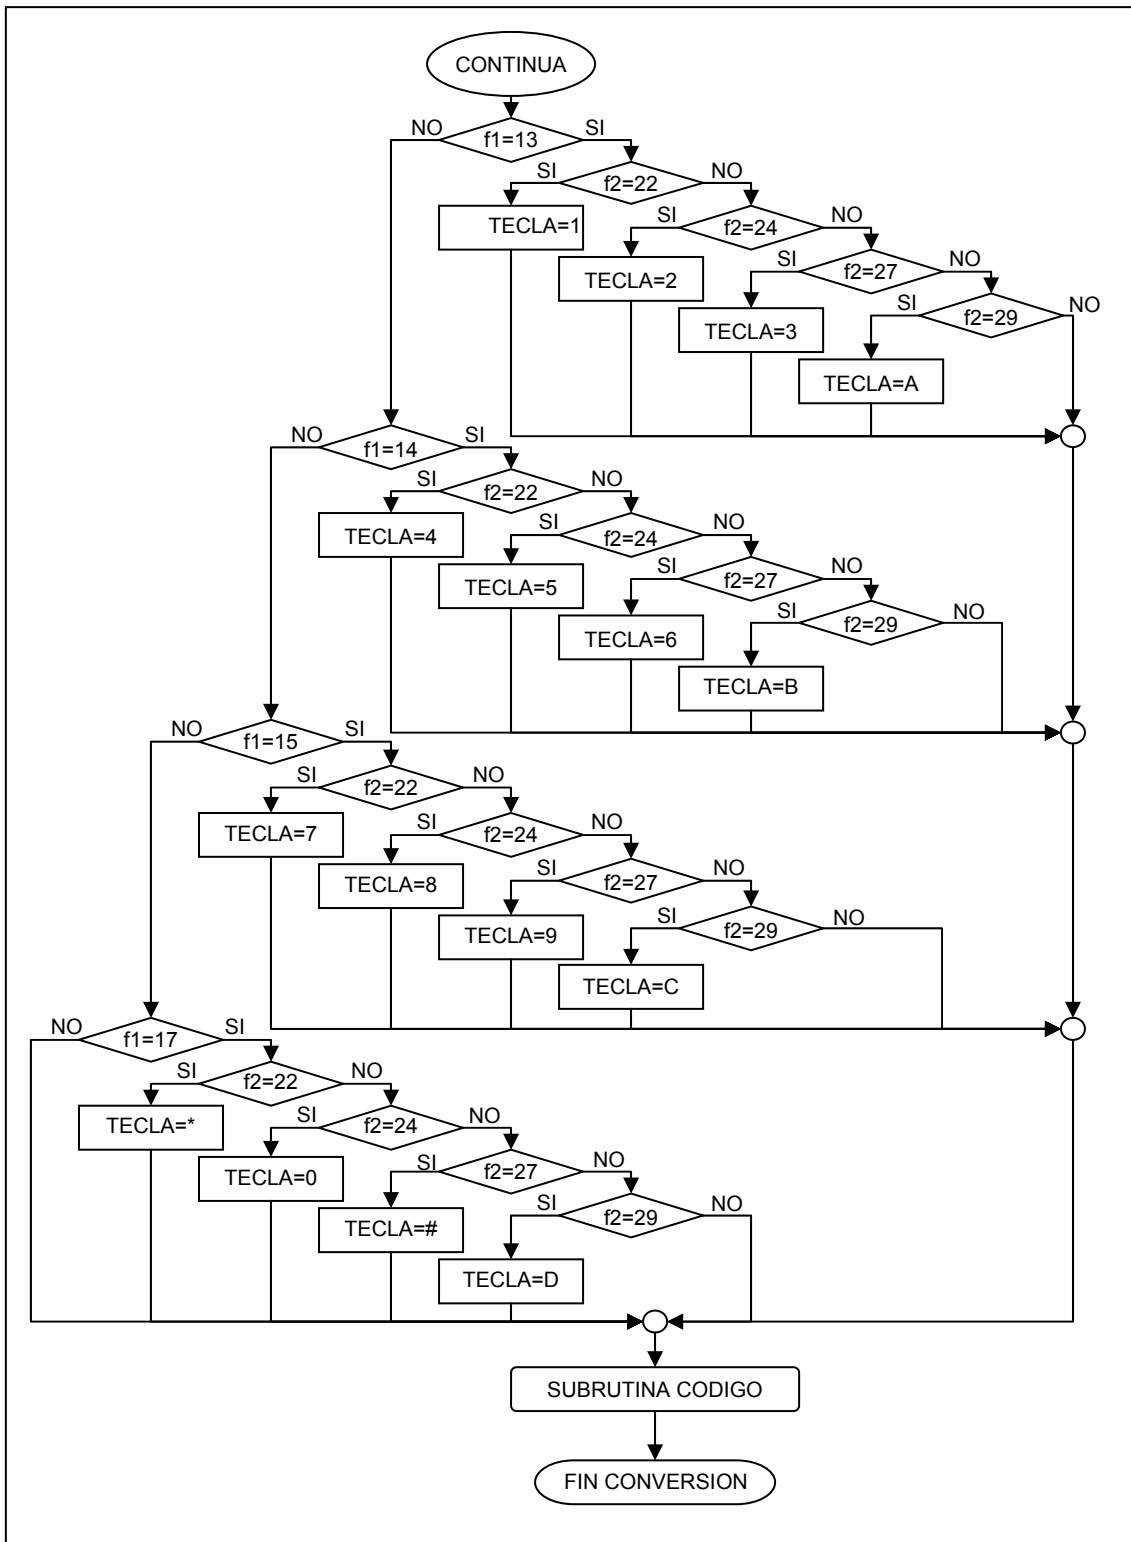 CONTINUA
NO f1=13 SI
SI f2=22 NO
TECLA=1 SI f2=24 NO
TECLA=2 SI f2=27 NO
TECLA=3 SI f2=29 NO
TECLA=A
NO f1=14 SI
SI f2=22 NO
TECLA=4 SI f2=24 NO
TECLA=5 SI f2=27 NO
TECLA=6 SI f2=29 NO
TECLA=B
NO f1=15 SI
SI f2=22 NO
TECLA=7 SI f2=24 NO
TECLA=8 SI f2=27 NO
TECLA=9 SI f2=29 NO
TECLA=C
NO f1=17 SI
SI f2=22 NO
TECLA=* SI f2=24 NO
TECLA=0 SI f2=27 NO
TECLA=# SI f2=29 NO
TECLA=D
SUBRUTINA CODIGO
FIN CONVERSION